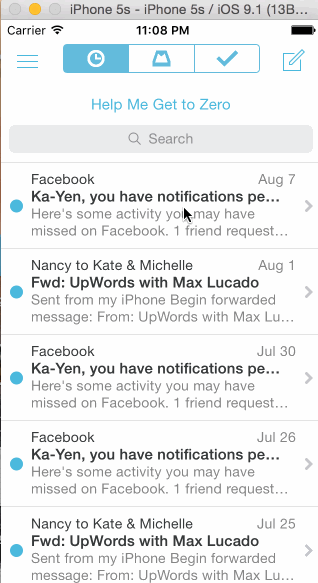 iPhone 5s - iPhone 5s / iOS 9.1 (13B…
Carrier 11:08 PM
Help Me Get to Zero
Search
Facebook Aug 7
Ka-Yen, you have notifications pe...
Here's some activity you may have
missed on Facebook. 1 friend request...
Nancy to Kate & Michelle Aug 1
Fwd: UpWords with Max Lucado
Sent from my iPhone Begin forwarded
message: From: UpWords with Max Lu...
Facebook Jul 30
Ka-Yen, you have notifications pe...
Here's some activity you may have
missed on Facebook. 1 friend request...
Facebook Jul 26
Ka-Yen, you have notifications pe...
Here's some activity you may have
missed on Facebook. 1 friend request...
Nancy to Kate & Michelle Jul 25
Fwd: UpWords with Max Lucado
Sent from my iPhone Begin forwarded
message: From: UpWords with Max Lu...